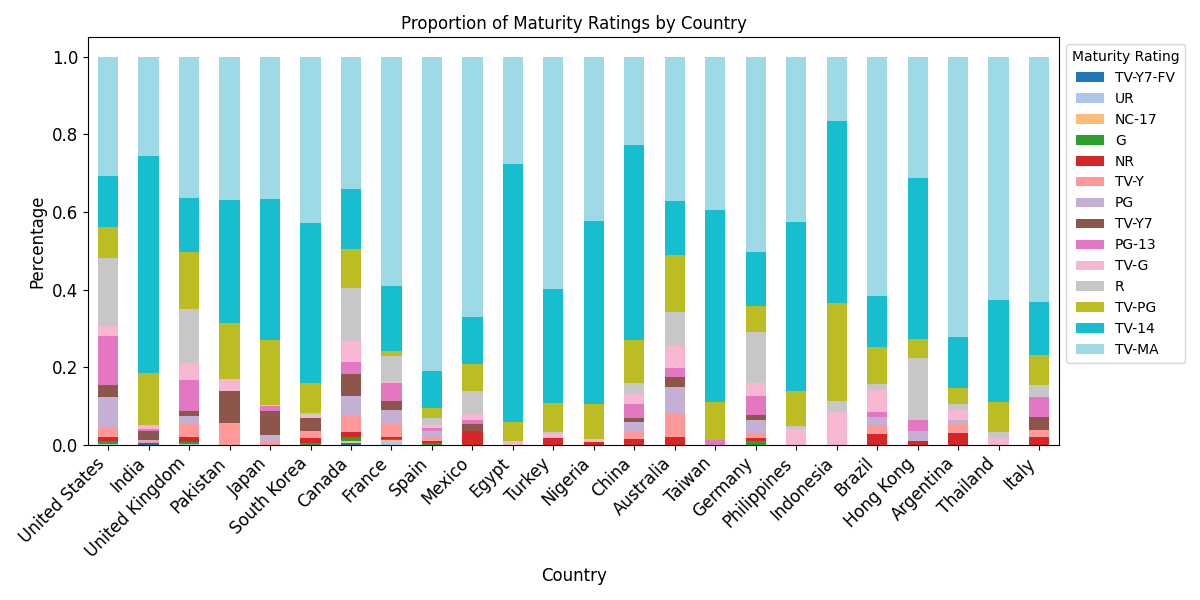 Proportion of Maturity Ratings by Country
Percentage
1.0
0.8
0.6
0.4
0.2
0.0
United States
India
United Kingdom
Pakistan
Japan
South Korea
Canada
France
Spain
Mexico
Egypt
Turkey
Nigeria
China
Australia
Taiwan
Germany
Philippines
Indonesia
Brazil
Hong Kong
Argentina
Thailand
Italy
Country
Maturity Rating
TV-Y7-FV
UR
NC-17
G
NR
TV-Y
PG
TV-Y7
PG-13
TV-G
R
TV-PG
TV-14
TV-MA